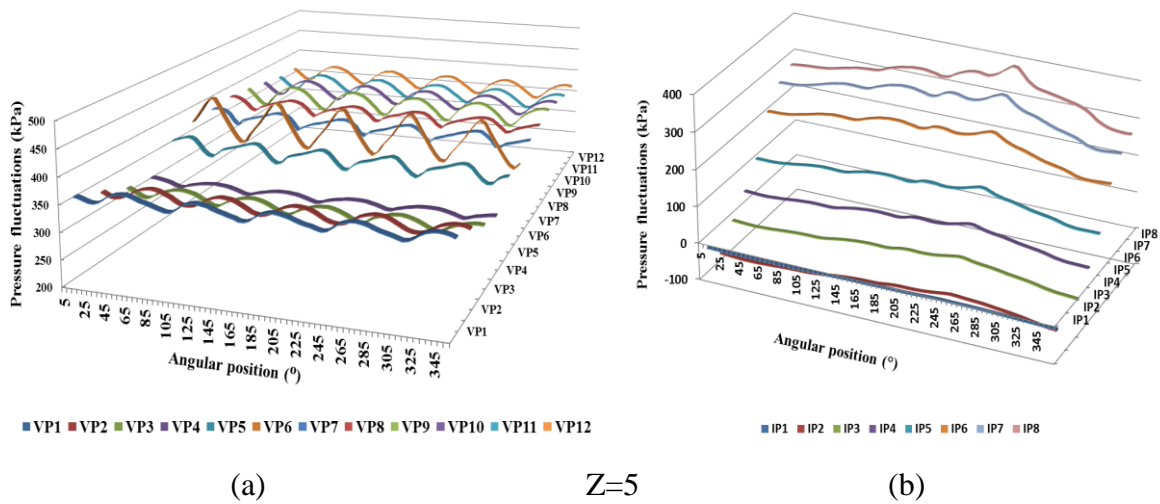 Pressure fluctuations (kPa)
500
450
400
350
300
250
200
5
25
45
65
85
105
125
145
165
185
205
225
245
265
285
305
325
345
Angular position (o)
VP12
VP11
VP10
VP9
VP8
VP7
VP6
VP5
VP4
VP3
VP2
VP1
VP1 VP2 VP3 VP4 VP5 VP6 VP7 VP8 VP9 VP10 VP11 VP12
Pressure fluctuations (kPa)
400
300
200
100
0
-100
5
25
45
65
85
105
125
145
165
185
205
225
245
265
285
305
325
345
Angular position (°)
IP8
IP7
IP6
IP5
IP4
IP3
IP2
IP1
IP1 IP2 IP3 IP4 IP5 IP6 IP7 IP8
(a) Z=5 (b)